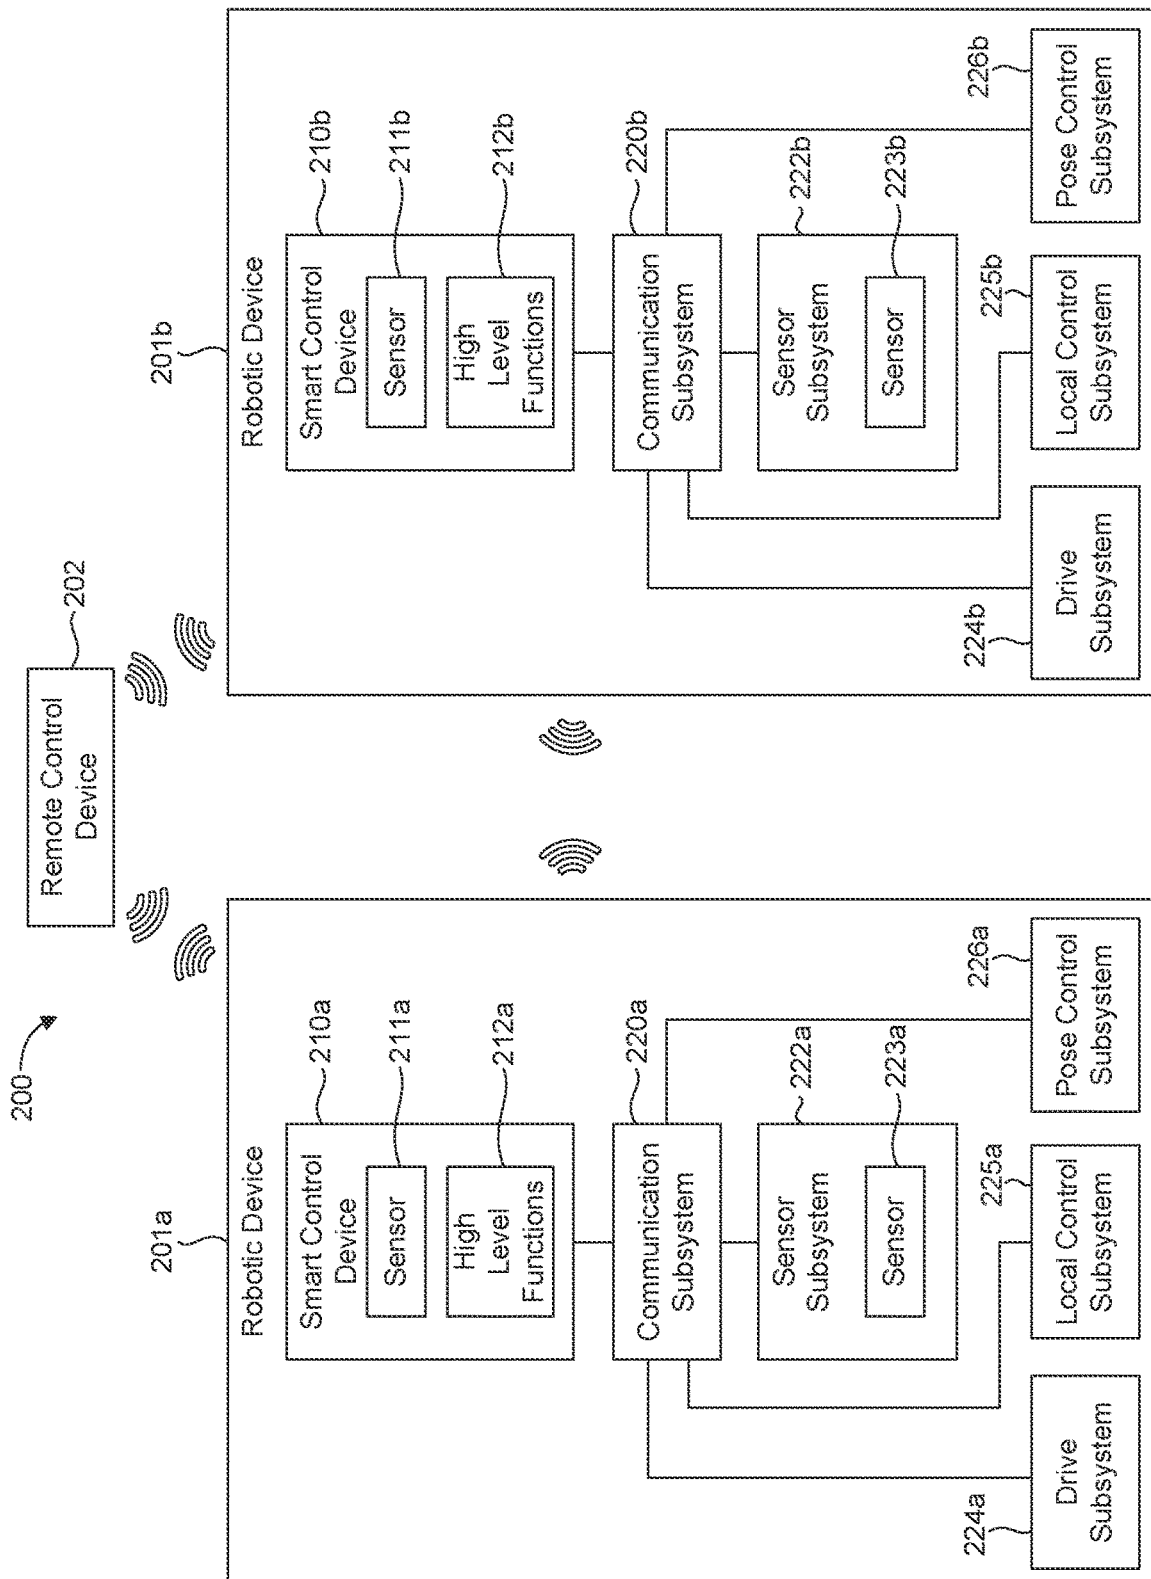 200
Remote Control
Device
202
201a
Robotic Device
Smart Control
Device
210a
Sensor
211a
High
Level
Functions
212a
Communication
Subsystem
220a
Sensor
Subsystem
222a
Sensor
223a
224a
Drive
Subsystem
225a
Local Control
Subsystem
226a
Pose Control
Subsystem
201b
Robotic Device
Smart Control
Device
210b
Sensor
211b
High
Level
Functions
212b
Communication
Subsystem
220b
Sensor
Subsystem
222b
Sensor
223b
224b
Drive
Subsystem
225b
Local Control
Subsystem
226b
Pose Control
Subsystem